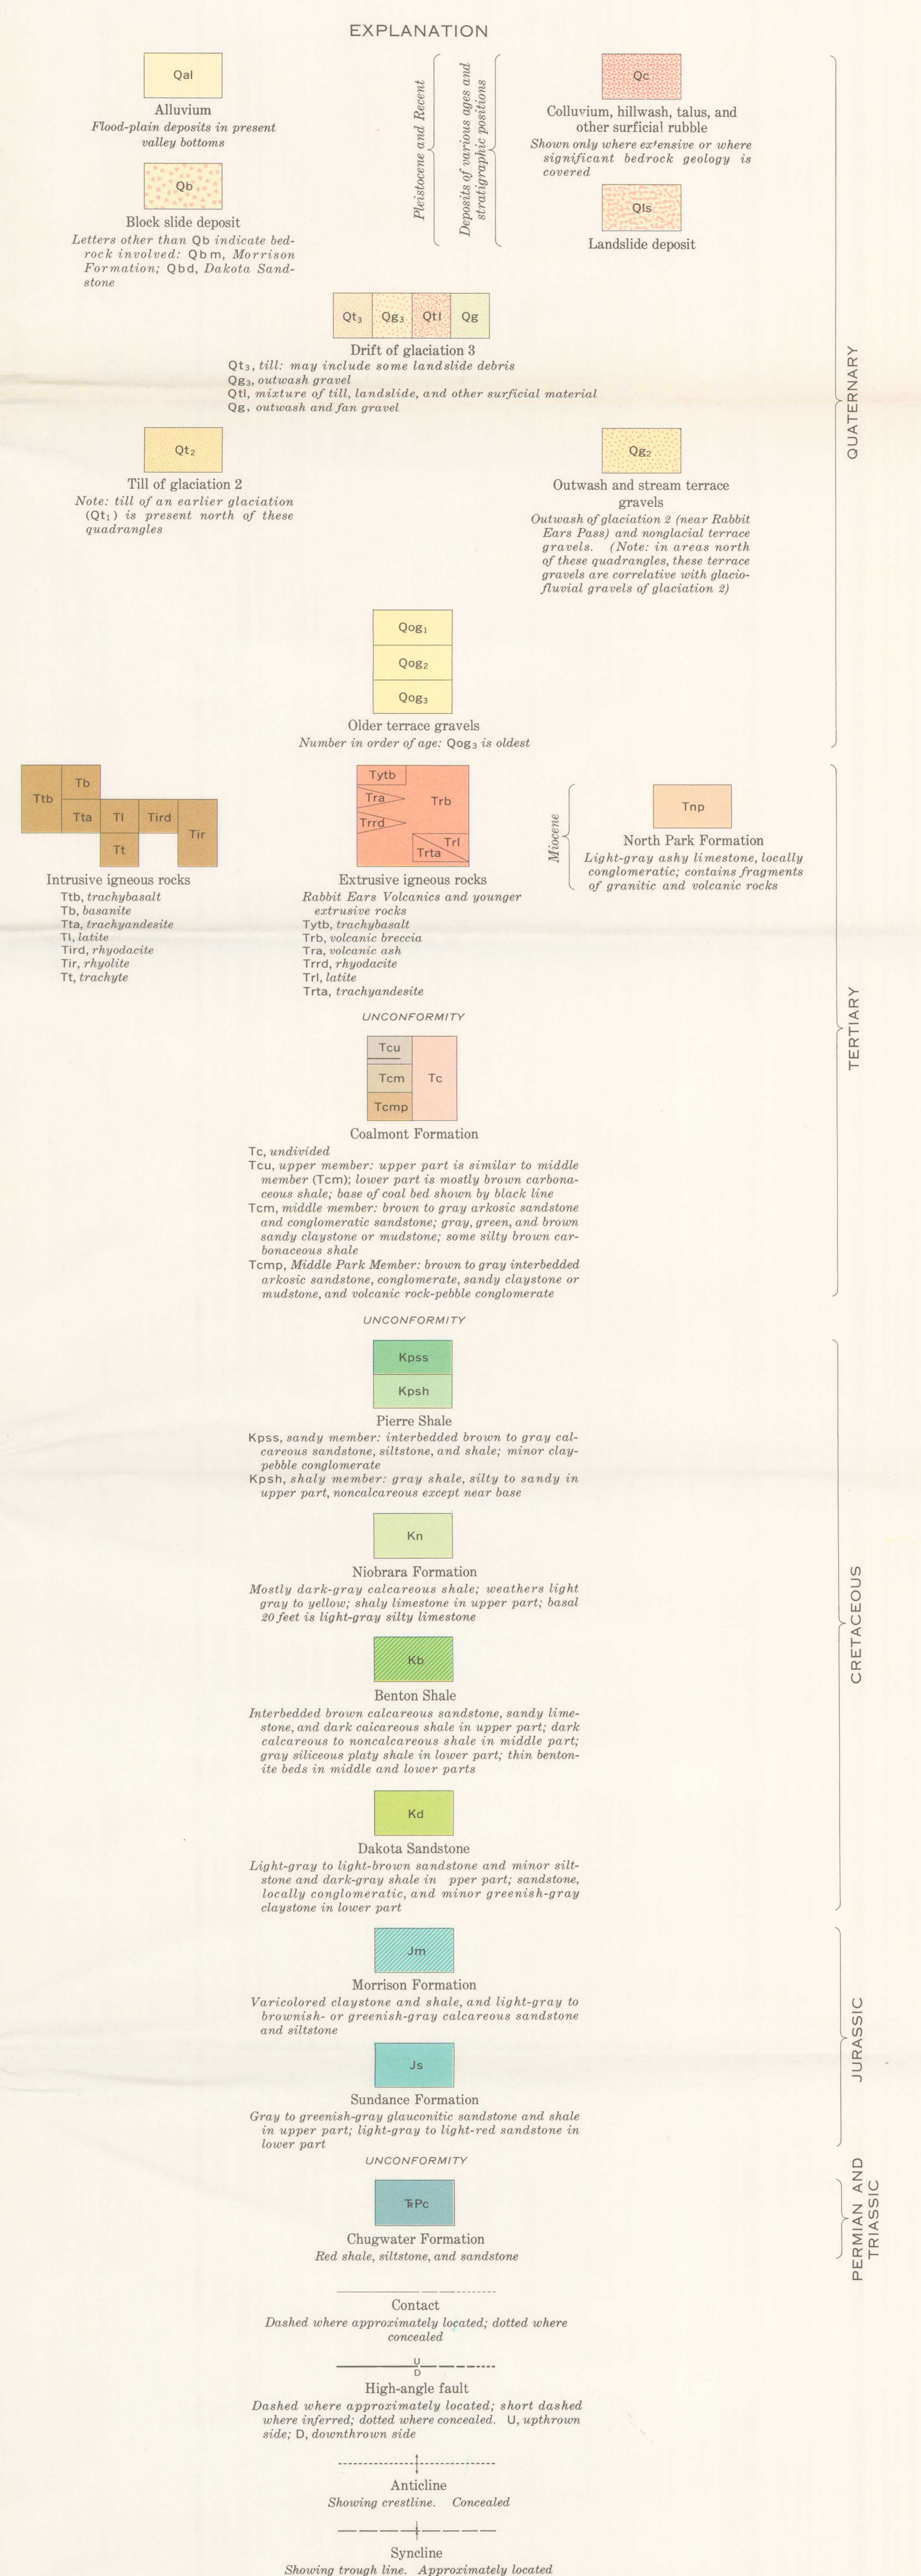 EXPLANATION
Qal
Alluvium
Flood-plain deposits in present
valley bottoms
Qb
Block slide deposit
Letters other than Qb indicate bed-
rock involved: Qbm, Morrison
Formation; Qbd, Dakota Sand-
stone
Pleistocene and Recent
Deposits of various ages and
stratigraphic positions
Qc
Colluvium, hillwash, talus, and
other surficial rubble
Shown only where extensive or where
significant bedrock geology is
covered
Qls
Landslide deposit
Qt3 Qg3 Qtl Qg
Drift of glaciation 3
Qt3, till: may include some landslide debris
Qg3, outwash gravel
Qtl, mixture of till, landslide, and other surficial material
Qg, outwash and fan gravel
Qt2
Till of glaciation 2
Note: till of an earlier glaciation
(Qt1) is present north of these
quadrangles
Qg2
Outwash and stream terrace
gravels
Outwash of glaciation 2 (near Rabbit
Ears Pass) and nonglacial terrace
gravels. (Note: in areas north
of these quadrangles, these terrace
gravels are correlative with glacio-
fluvial gravels of glaciation 2)
Qog1
Qog2
Qog3
Older terrace gravels
Number in order of age: Qog3 is oldest
QUATERNARY
Ttb Tb
Tta Tl Tird Tir
Tt
Intrusive igneous rocks
Ttb, trachybasalt
Tb, basanite
Tta, trachyandesite
Tl, latite
Tird, rhyodacite
Tir, rhyolite
Tt, trachyte
Tytb
Tra Trb
Trrd
Trl
Trta
Extrusive igneous rocks
Rabbit Ears Volcanics and younger
extrusive rocks
Tytb, trachybasalt
Trb, volcanic breccia
Tra, volcanic ash
Trrd, rhyodacite
Trl, latite
Trta, trachyandesite
Miocene
Tnp
North Park Formation
Light-gray ashy limestone, locally
conglomeratic; contains fragments
of granitic and volcanic rocks
UNCONFORMITY
Tcu
Tcm Tc
Tcmp
Coalmont Formation
Tc, undivided
Tcu, upper member: upper part is similar to middle
member (Tcm); lower part is mostly brown carbona-
ceous shale; base of coal bed shown by black line
Tcm, middle member: brown to gray arkosic sandstone
and conglomeratic sandstone; gray, green, and brown
sandy claystone or mudstone; some silty brown car-
bonaceous shale
Tcmp, Middle Park Member: brown to gray interbedded
arkosic sandstone, conglomerate, sandy claystone or
mudstone, and volcanic rock-pebble conglomerate
TERTIARY
UNCONFORMITY
Kpss
Kpsh
Pierre Shale
Kpss, sandy member: interbedded brown to gray cal-
careous sandstone, siltstone, and shale; minor clay-
pebble conglomerate
Kpsh, shaly member: gray shale, silty to sandy in
upper part, noncalcareous except near base
Kn
Niobrara Formation
Mostly dark-gray calcareous shale; weathers light
gray to yellow; shaly limestone in upper part; basal
20 feet is light-gray silty limestone
Kb
Benton Shale
Interbedded brown calcareous sandstone, sandy lime-
stone, and dark calcareous shale in upper part; dark
calcareous to noncalcareous shale in middle part;
gray siliceous platy shale in lower part; thin benton-
ite beds in middle and lower parts
Kd
Dakota Sandstone
Light-gray to light-brown sandstone and minor silt-
stone and dark-gray shale in pper part; sandstone,
locally conglomeratic, and minor greenish-gray
claystone in lower part
CRETACEOUS
Jm
Morrison Formation
Varicolored claystone and shale, and light-gray to
brownish- or greenish-gray calcareous sandstone
and siltstone
Js
Sundance Formation
Gray to greenish-gray glauconitic sandstone and shale
in upper part; light-gray to light-red sandstone in
lower part
JURASSIC
UNCONFORMITY
TRPc
Chugwater Formation
Red shale, siltstone, and sandstone
PERMIAN AND
TRIASSIC
Contact
Dashed where approximately located; dotted where
concealed
U
D
High-angle fault
Dashed where approximately located; short dashed
where inferred; dotted where concealed. U, upthrown
side; D, downthrown side
Anticline
Showing crestline. Concealed
Syncline
Showing trough line. Approximately located